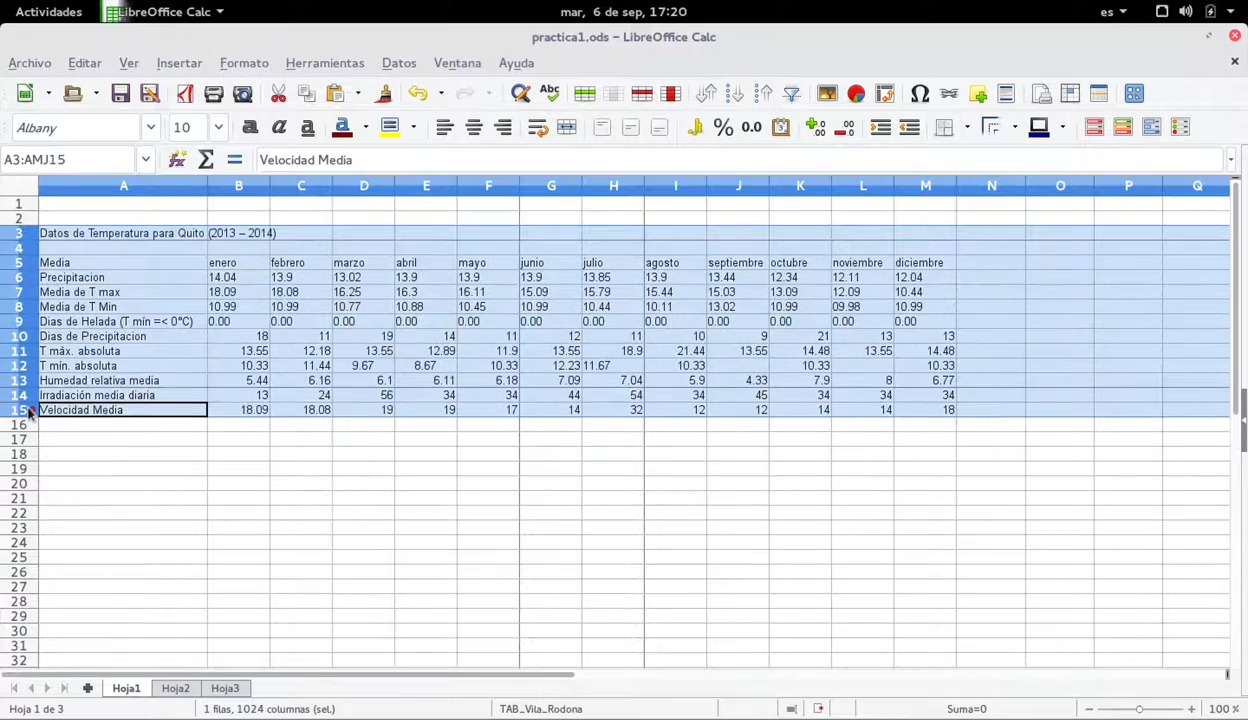 Actividades LibreOffice Calc mar, 6 de sep, 17:20 es
practica1.ods – LibreOffice Calc
Archivo Editar Ver Insertar Formato Herramientas Datos Ventana Ayuda
Albany 10
A3:AMJ15 Velocidad Media
A B C D E F G H I J K L M N O P Q
1
2
3 Datos de Temperatura para Quito (2013 – 2014)
4
5 Media enero febrero marzo abril mayo junio julio agosto septiembre octubre noviembre diciembre
6 Precipitacion 14.04 13.9 13.02 13.9 13.9 13.9 13.85 13.9 13.44 12.34 12.11 12.04
7 Media de T max 18.09 18.08 16.25 16.3 16.11 15.09 15.79 15.44 15.03 13.09 12.09 10.44
8 Media de T Min 10.99 10.99 10.77 10.88 10.45 10.99 10.44 10.11 13.02 10.99 09.98 10.99
9 Dias de Helada (T mín =< 0°C) 0.00 0.00 0.00 0.00 0.00 0.00 0.00 0.00 0.00 0.00 0.00 0.00
10 Dias de Precipitacion 18 11 19 14 11 12 11 10 9 21 13 13
11 T máx. absoluta 13.55 12.18 13.55 12.89 11.9 13.55 18.9 21.44 13.55 14.48 13.55 14.48
12 T mín. absoluta 10.33 11.44 9.67 8.67 10.33 12.23 11.67 10.33 10.33 10.33 10.33
13 Humedad relativa media 5.44 6.16 6.1 6.11 6.18 7.09 7.04 5.9 4.33 7.9 8 6.77
14 Irradiación media diaria 13 24 56 34 34 44 54 34 45 34 34 34
15 Velocidad Media 18.09 18.08 19 19 17 14 32 12 12 14 14 18
16
17
18
19
20
21
22
23
24
25
26
27
28
29
30
31
32
Hoja1 Hoja2 Hoja3
Hoja 1 de 3 1 filas, 1024 columnas (sel.) TAB_Vila_Rodona Suma=0 100 %